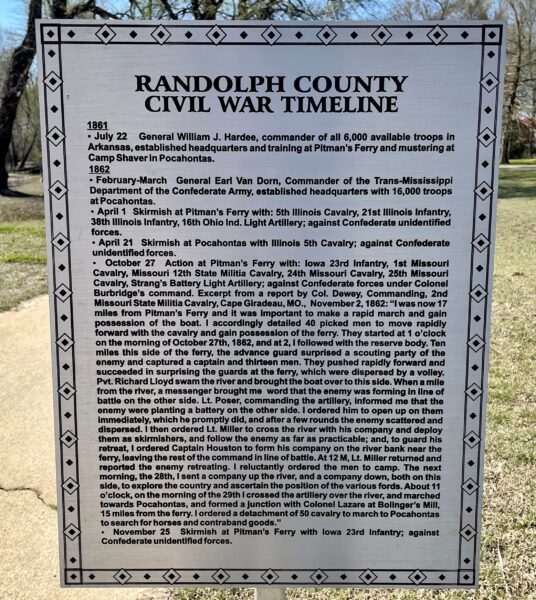 RANDOLPH COUNTY
CIVIL WAR TIMELINE
1861
• July 22 General William J. Hardee, commander of all 6,000 available troops in
Arkansas, established headquarters and training at Pitman's Ferry and mustering at
Camp Shaver in Pocahontas.
1862
• February-March General Earl Van Dorn, Commander of the Trans-Mississippi
Department of the Confederate Army, established headquarters with 16,000 troops
at Pocahontas.
• April 1 Skirmish at Pitman's Ferry with: 5th Illinois Cavalry, 21st Illinois Infantry,
38th Illinois Infantry, 16th Ohio Ind. Light Artillery; against Confederate unidentified
forces.
• April 21 Skirmish at Pocahontas with Illinois 5th Cavalry; against Confederate
unidentified forces.
• October 27 Action at Pitman's Ferry with: Iowa 23rd Infantry, 1st Missouri
Cavalry, Missouri 12th State Militia Cavalry, 24th Missouri Cavalry, 25th Missouri
Cavalry, Strang's Battery Light Artillery; against Confederate forces under Colonel
Burbridge's command. Excerpt from a report by Col. Dewey, Commanding, 2nd
Missouri State Militia Cavalry, Cape Giradeau, MO., November 2, 1862: "I was now 17
miles from Pitman's Ferry and it was important to make a rapid march and gain
possession of the boat. I accordingly detailed 40 picked men to move rapidly
forward with the cavalry and gain possession of the ferry. They started at 1 o'clock
on the morning of October 27th, 1862, and at 2, I followed with the reserve body. Ten
miles this side of the ferry, the advance guard surprised a scouting party of the
enemy and captured a captain and thirteen men. They pushed rapidly forward and
succeeded in surprising the guards at the ferry, which were dispersed by a volley.
Pvt. Richard Lloyd swam the river and brought the boat over to this side. When a mile
from the river, a messenger brought me word that the enemy was forming in line of
battle on the other side. Lt. Poser, commanding the artillery, informed me that the
enemy were planting a battery on the other side. I ordered him to open up on them
immediately, which he promptly did, and after a few rounds the enemy scattered and
dispersed. I then ordered Lt. Miller to cross the river with his company and deploy
them as skirmishers, and follow the enemy as far as practicable; and, to guard his
retreat, I ordered Captain Houston to form his company on the river bank near the
ferry, leaving the rest of the command in line of battle. At 12 M, Lt. Miller returned and
reported the enemy retreating. I reluctantly ordered the men to camp. The next
morning, the 28th, I sent a company up the river, and a company down, both on this
side, to explore the country and ascertain the position of the various fords. About 11
o'clock, on the morning of the 29th I crossed the artillery over the river, and marched
towards Pocahontas, and formed a junction with Colonel Lazare at Bolinger's Mill,
15 miles from the ferry. I ordered a detachment of 50 cavalry to march to Pocahontas
to search for horses and contraband goods."
• November 25 Skirmish at Pitman's Ferry with Iowa 23rd Infantry; against
Confederate unidentified forces.